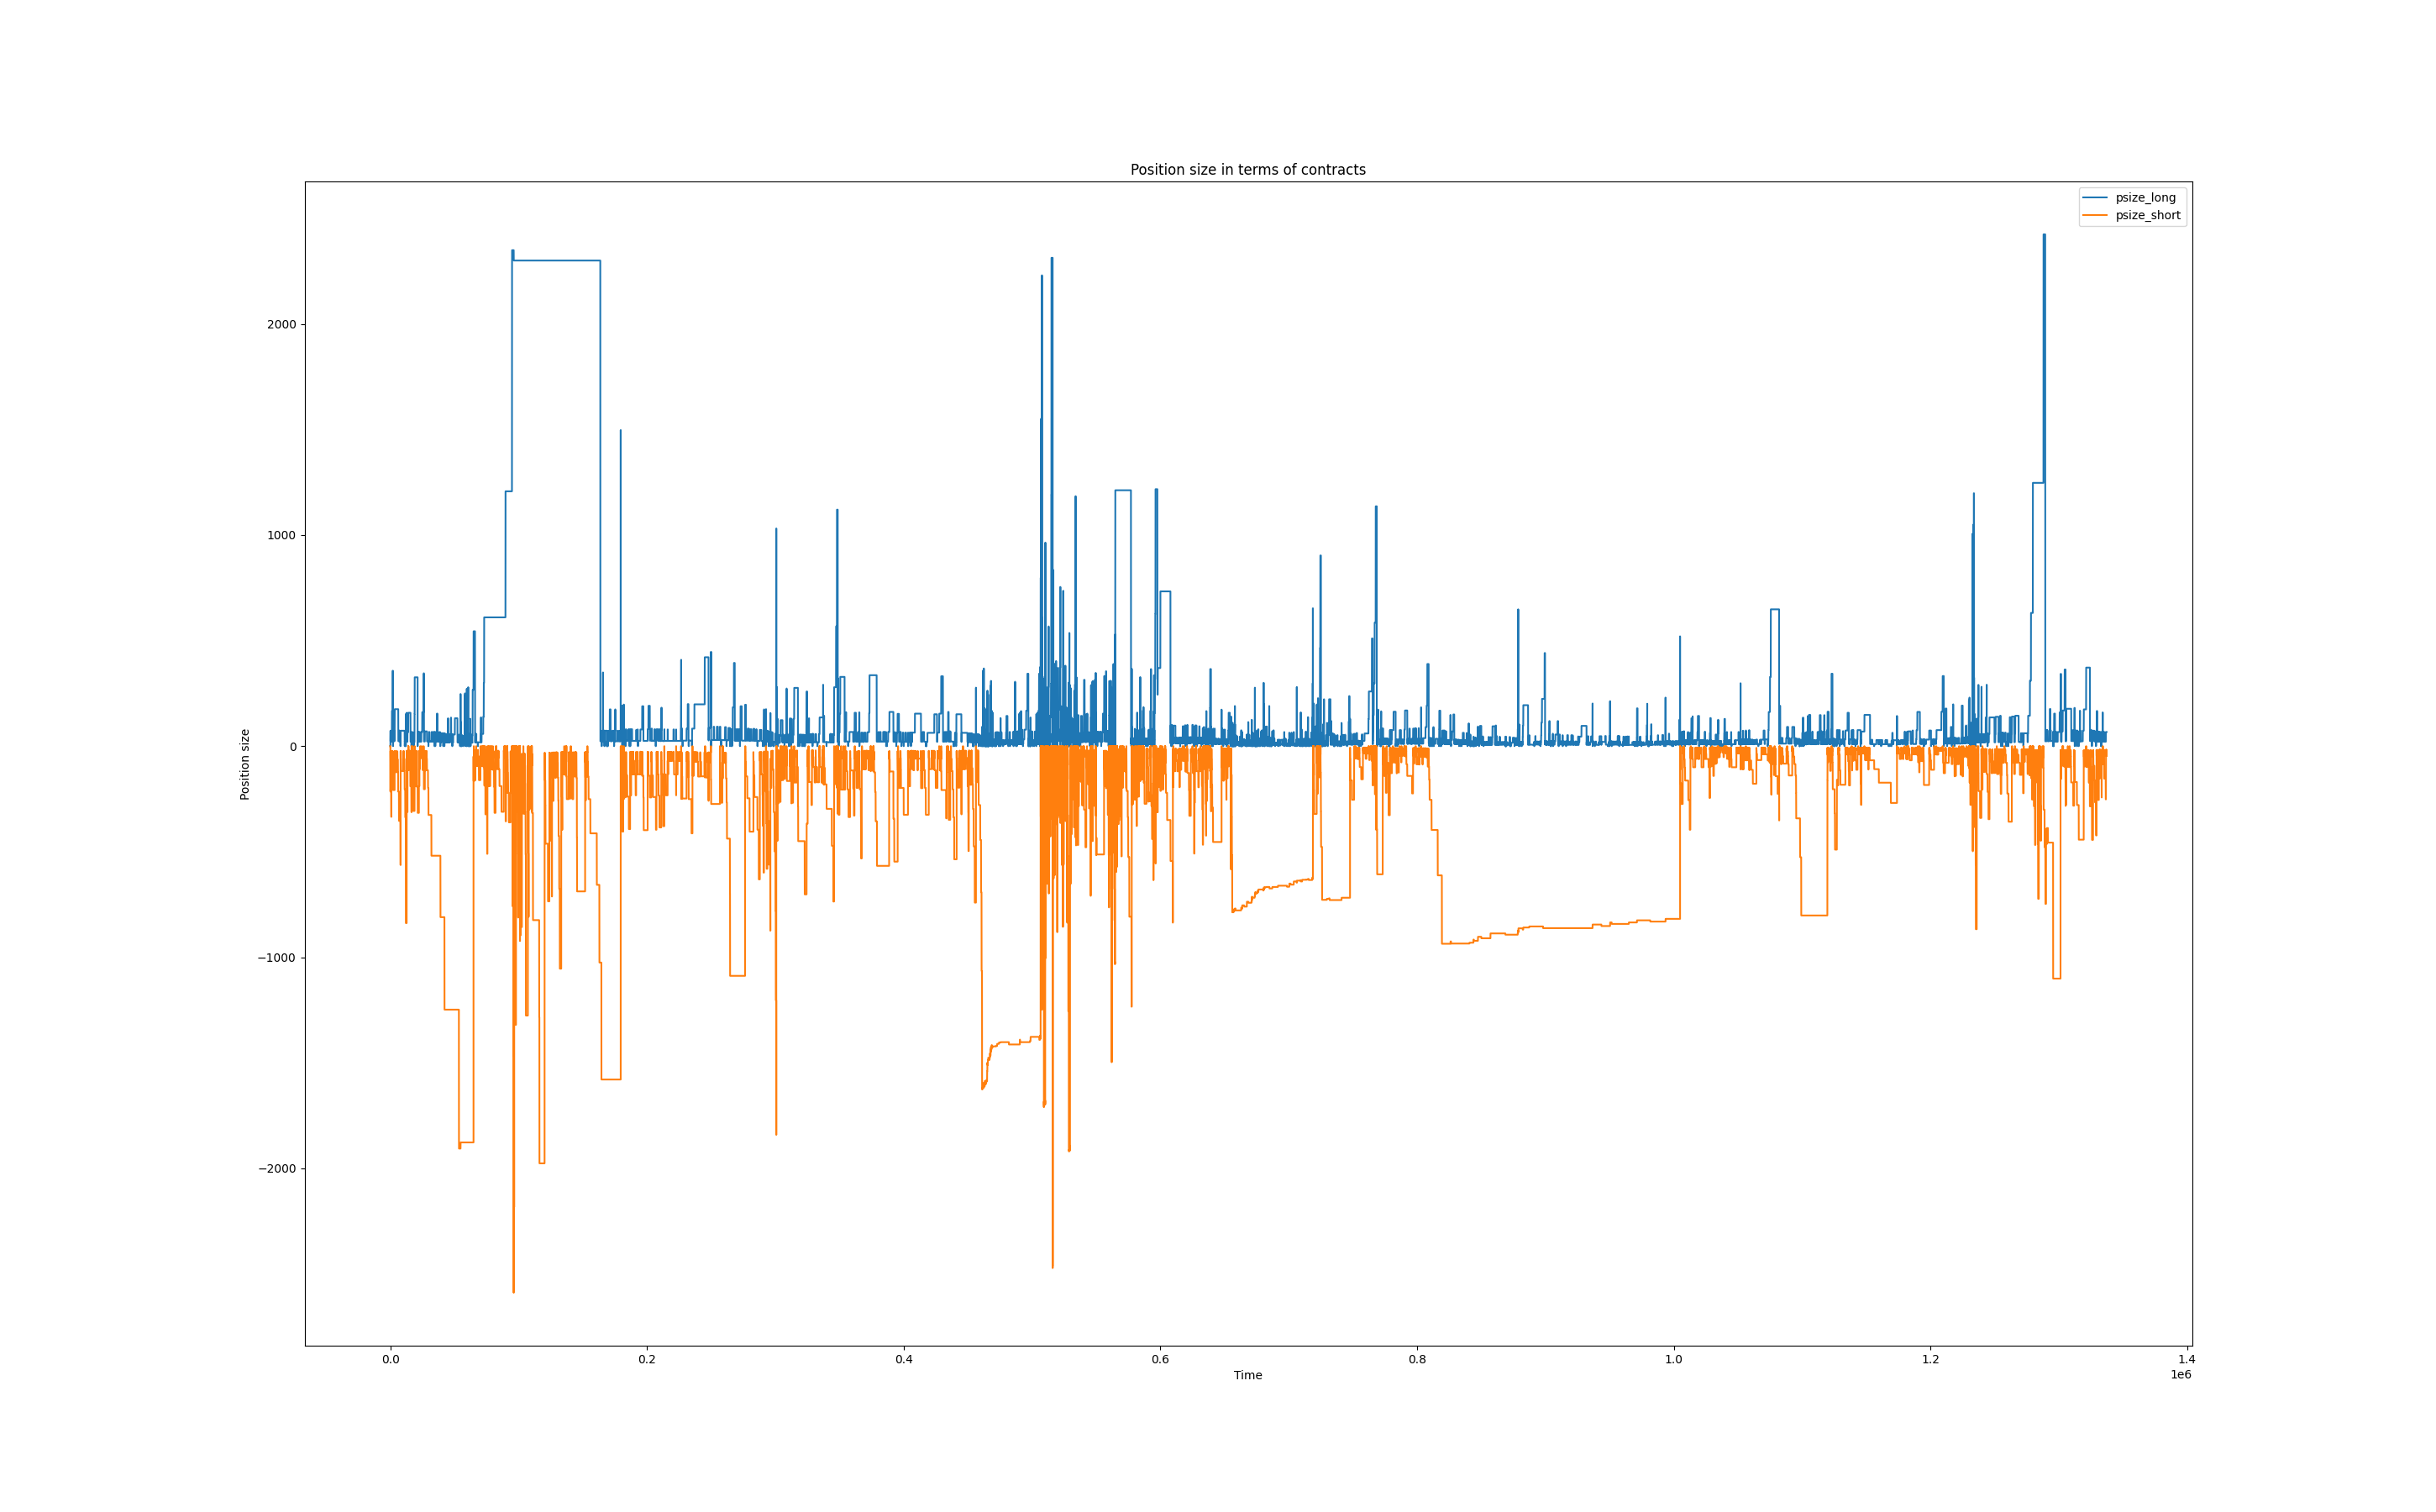 Position size in terms of contracts
psize_long
psize_short
Position size
2000
1000
0
−1000
−2000
0.0
0.2
0.4
0.6
0.8
1.0
1.2
1.4
Time
1e6